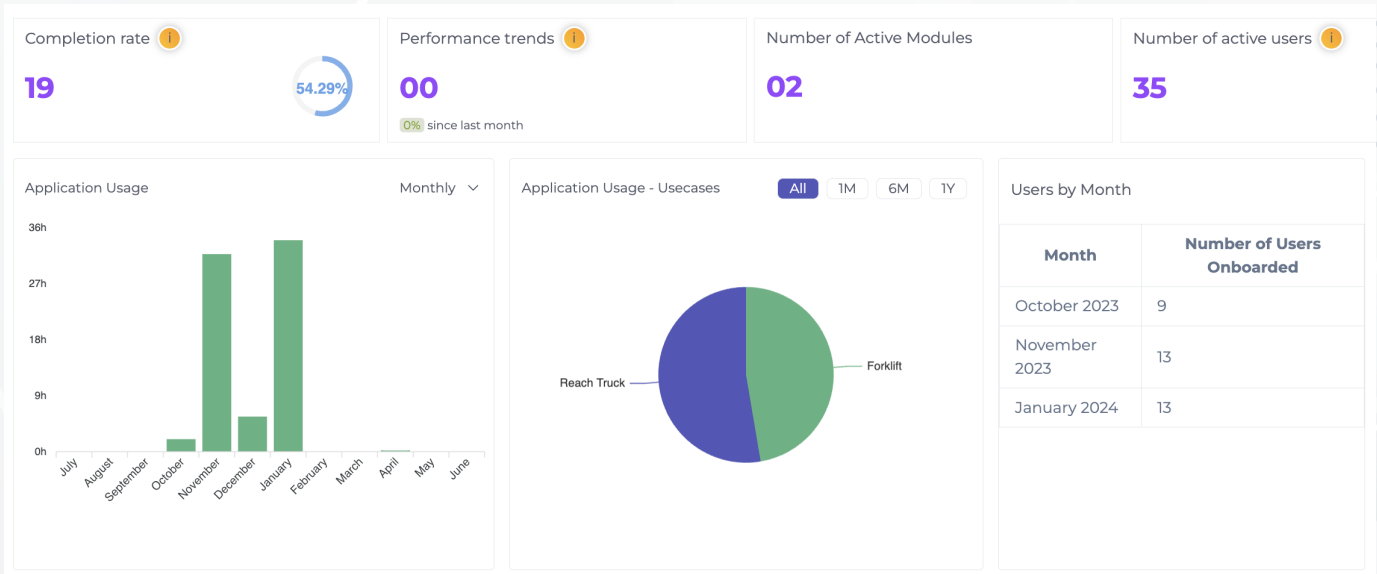 Completion rate i
19
54.29%
Performance trends i
00
0% since last month
Number of Active Modules
02
Number of active users i
35
Application Usage
Monthly
36h
27h
18h
9h
0h
July
August
September
October
November
December
January
February
March
April
May
June
Application Usage - Usecases
All 1M 6M 1Y
Reach Truck
Forklift
Users by Month
Month
Number of Users
Onboarded
October 2023 9
November
2023
13
January 2024 13